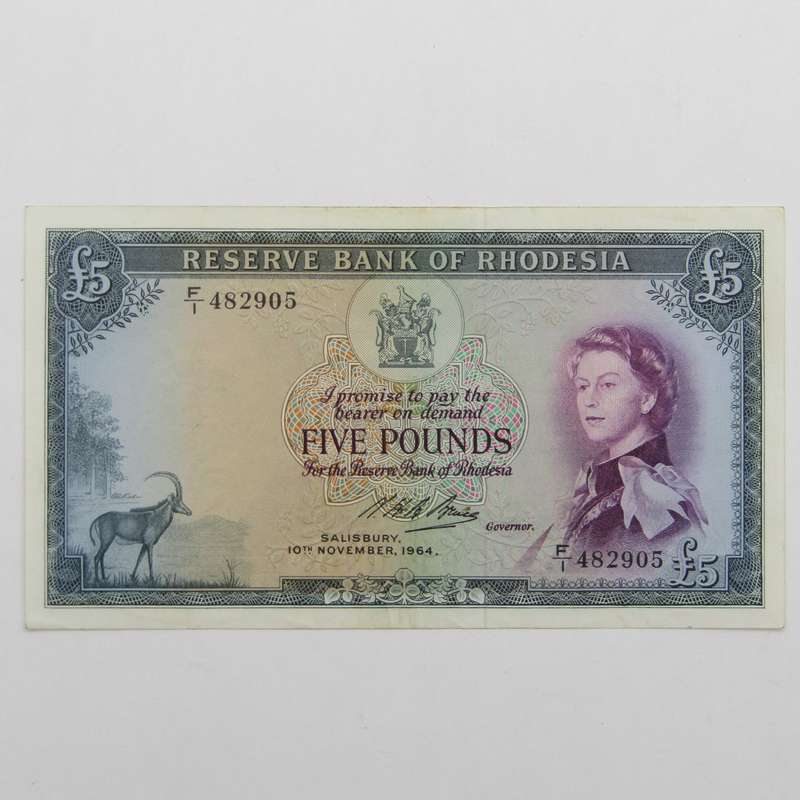 £5
RESERVE BANK OF RHODESIA
£5
F/1 482905
I promise to pay the
bearer on demand
FIVE POUNDS
For the Reserve Bank of Rhodesia
Governor.
SALISBURY,
10TH NOVEMBER, 1964.
F/1 482905
£5